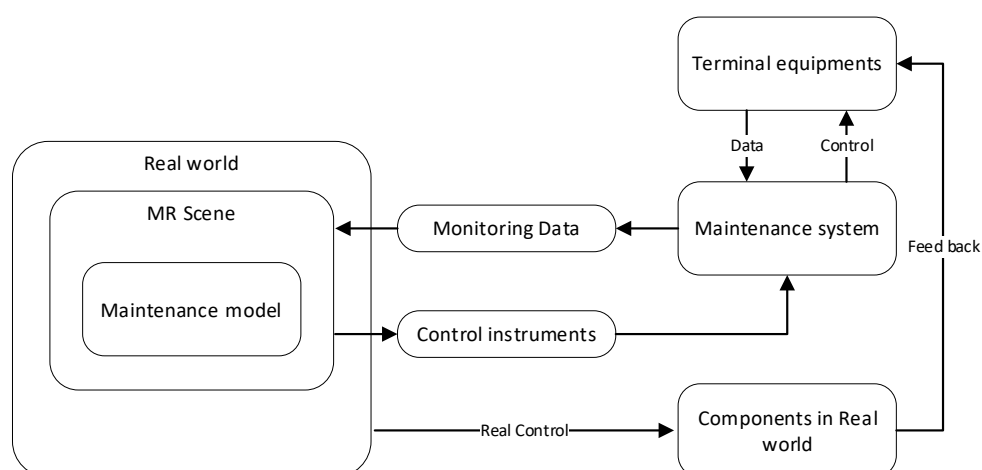 Terminal equipments
Data
Control
Real world
MR Scene
Monitoring Data
Maintenance system
Feed back
Maintenance model
Control instruments
Real Control
Components in Real
world